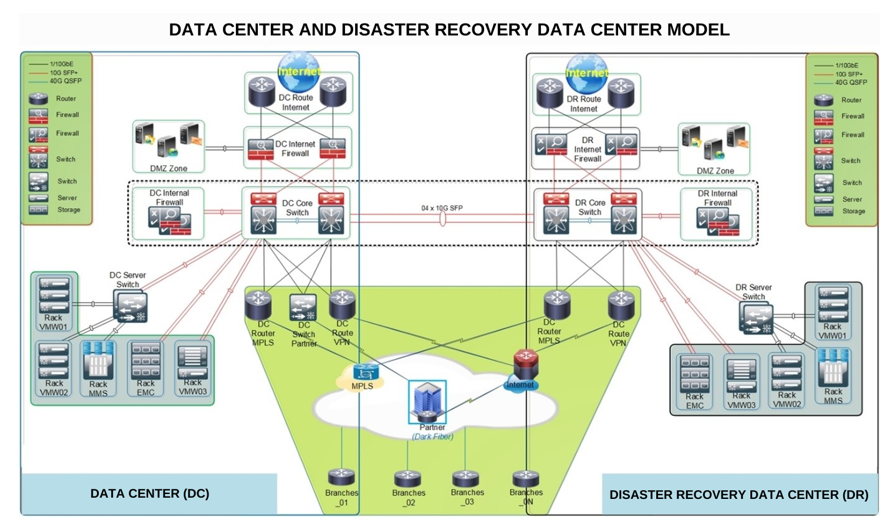 DATA CENTER AND DISASTER RECOVERY DATA CENTER MODEL
1/10GbE
10G SFP+
40G QSFP
Router
Firewall
Firewall
Switch
Switch
Server
Storage
Internet
DC Route
Internet
DC Internet
Firewall
DMZ Zone
DC Internal
Firewall
DC Core
Switch
04 x 10G SFP
DC Server
Switch
Rack
VMW01
Rack
VMW02
Rack
MMS
Rack
EMC
Rack
VMW03
DC
Router
MPLS
DC
Switch
Partner
DC
Route
VPN
Internet
DR Route
Internet
DR
Internet
Firewall
DMZ Zone
DR Core
Switch
DR Internal
Firewall
1/10GbE
10G SFP+
40G QSFP
Router
Firewall
Firewall
Switch
Switch
Server
Storage
DC
Router
MPLS
DC
Route
VPN
DR Server
Switch
Rack
VMW01
Rack
EMC
Rack
VMW03
Rack
VMW02
Rack
MMS
MPLS
Internet
Partner
(Dark Fiber)
Branches
_01
Branches
_02
Branches
_03
Branches
_0N
DATA CENTER (DC)
DISASTER RECOVERY DATA CENTER (DR)